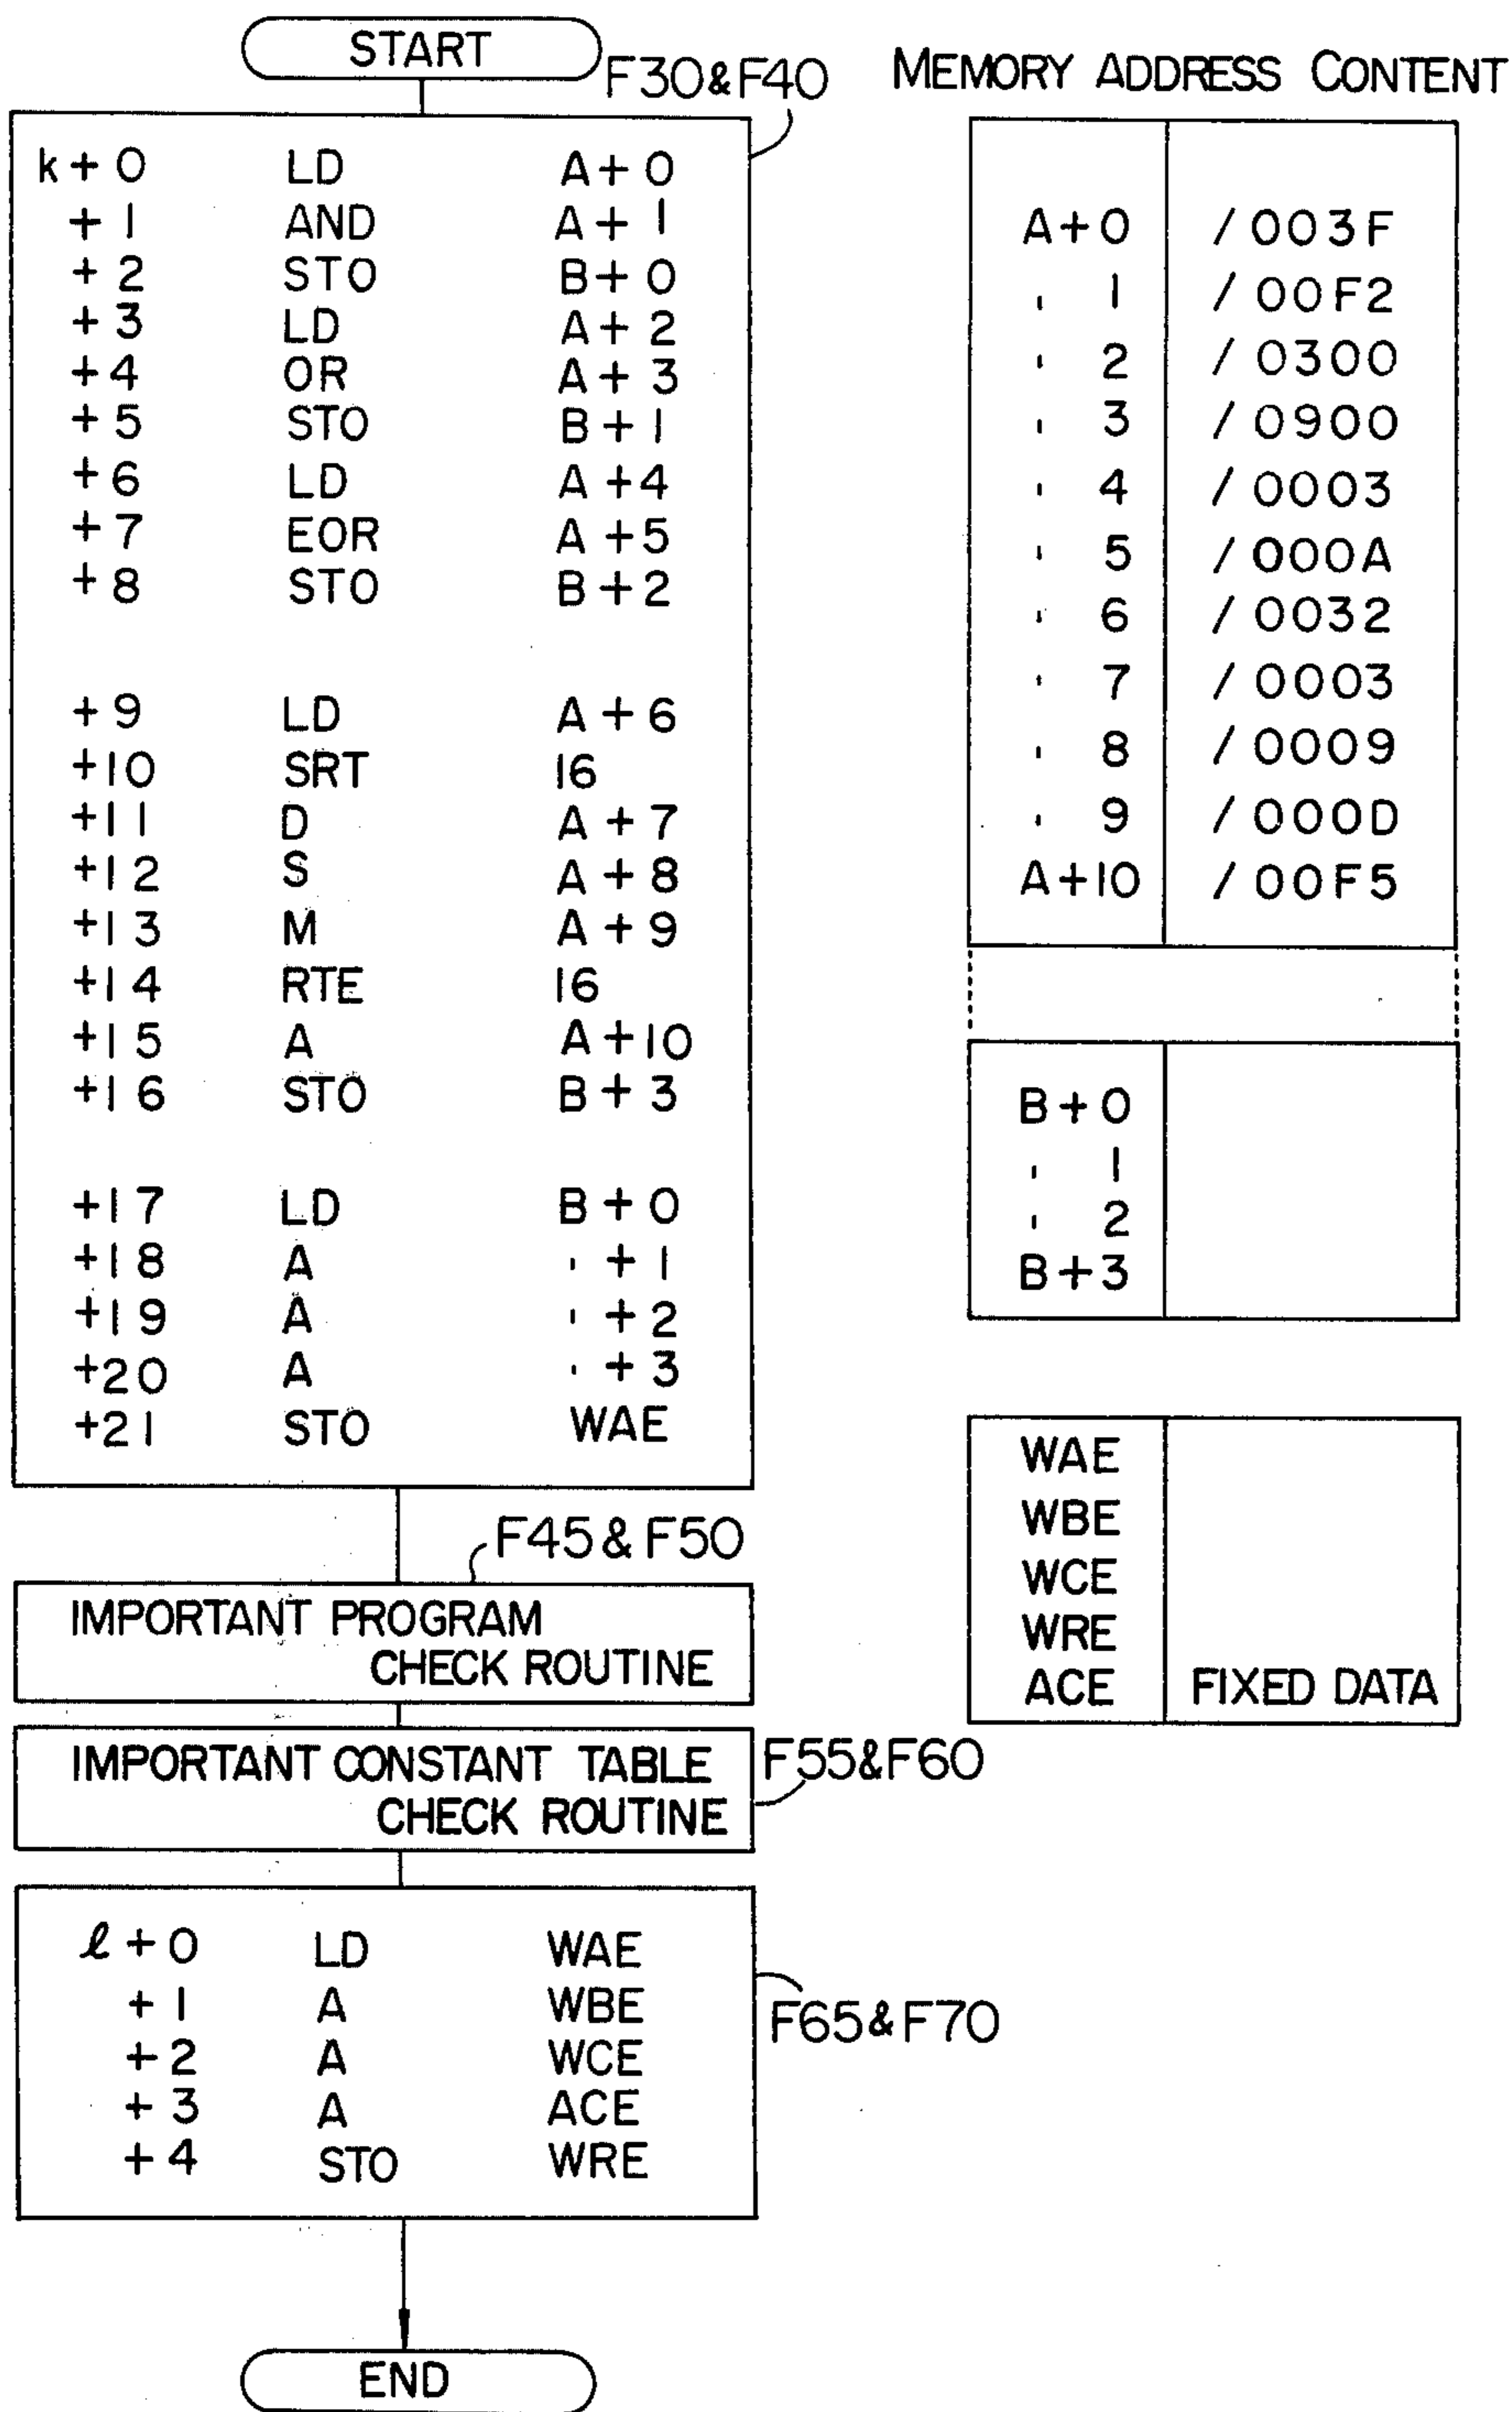 START
F30&F40
k+0 LD A+0
+1 AND A+1
+2 STO B+0
+3 LD A+2
+4 OR A+3
+5 STO B+1
+6 LD A+4
+7 EOR A+5
+8 STO B+2
+9 LD A+6
+10 SRT 16
+11 D A+7
+12 S A+8
+13 M A+9
+14 RTE 16
+15 A A+10
+16 STO B+3
+17 LD B+0
+18 A · +1
+19 A · +2
+20 A · +3
+21 STO WAE
F45&F50
IMPORTANT PROGRAM
CHECK ROUTINE
IMPORTANT CONSTANT TABLE
CHECK ROUTINE
F55&F60
ℓ+0 LD WAE
+1 A WBE
+2 A WCE
+3 A ACE
+4 STO WRE
F65&F70
END
MEMORY ADDRESS CONTENT
A+0 /003F
· 1 /00F2
· 2 /0300
· 3 /0900
· 4 /0003
· 5 /000A
· 6 /0032
· 7 /0003
· 8 /0009
· 9 /000D
A+10 /00F5
B+0
· 1
· 2
B+3
WAE
WBE
WCE
WRE
ACE FIXED DATA